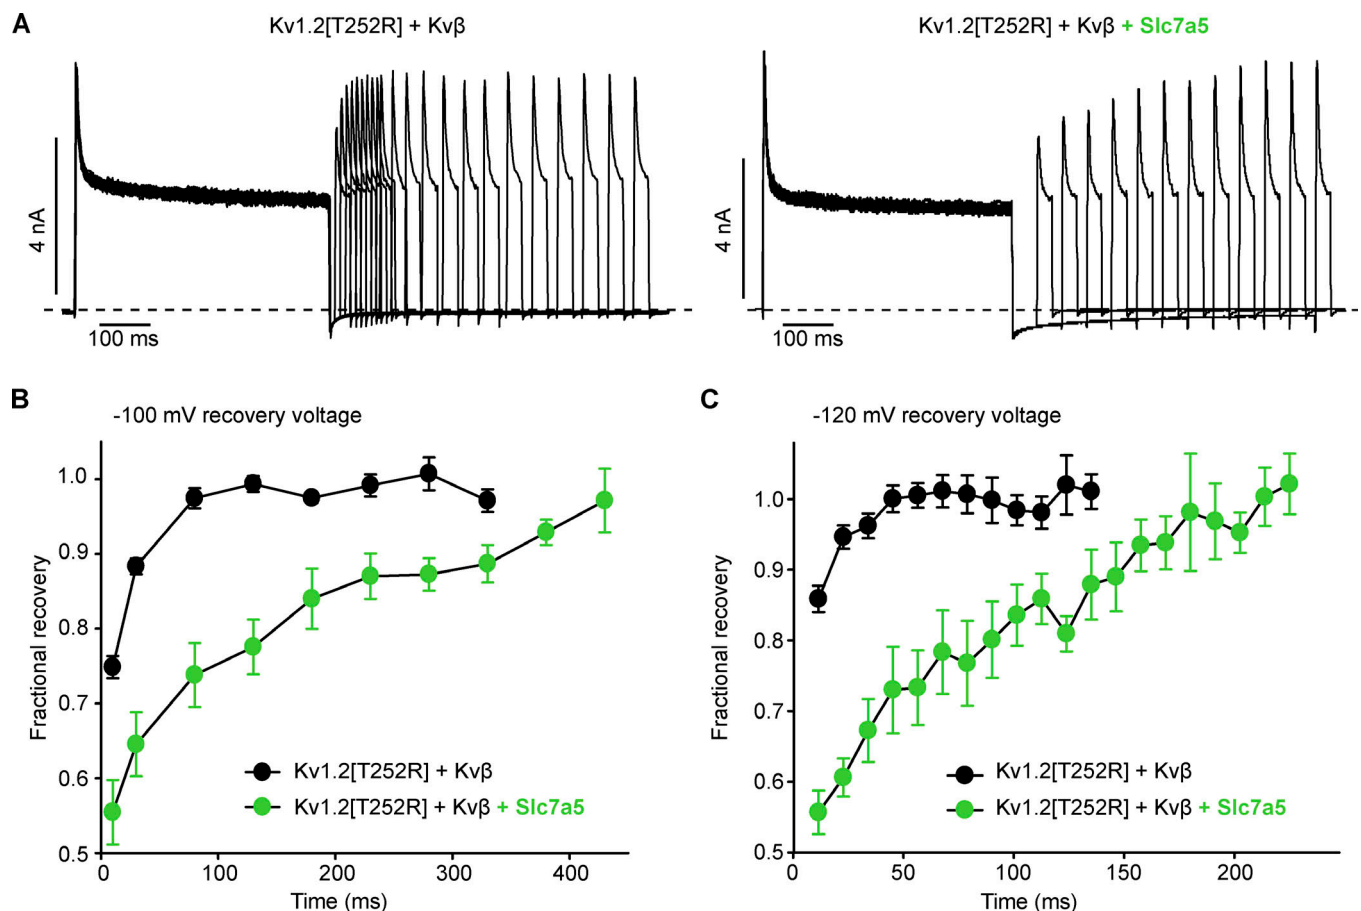 A
Kv1.2[T252R] + Kvβ
Kv1.2[T252R] + Kvβ + Slc7a5
4 nA
100 ms
4 nA
100 ms
B
-100 mV recovery voltage
Fractional recovery
1.0
0.9
0.8
0.7
0.6
0.5
Kv1.2[T252R] + Kvβ
Kv1.2[T252R] + Kvβ + Slc7a5
0 100 200 300 400
Time (ms)
C
-120 mV recovery voltage
Fractional recovery
1.0
0.9
0.8
0.7
0.6
0.5
Kv1.2[T252R] + Kvβ
Kv1.2[T252R] + Kvβ + Slc7a5
0 50 100 150 200
Time (ms)